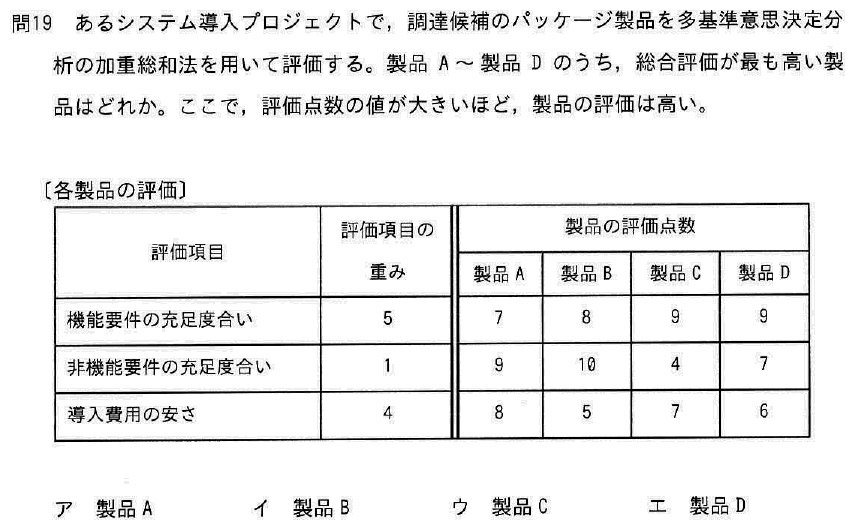 問19 あるシステム導入プロジェクトで，調達候補のパッケージ製品を多基準意思決定分
析の加重総和法を用いて評価する。製品 A～製品 D のうち，総合評価が最も高い製
品はどれか。ここで，評価点数の値が大きいほど，製品の評価は高い。
〔各製品の評価〕
評価項目 評価項目の重み 製品の評価点数
製品 A 製品 B 製品 C 製品 D
機能要件の充足度合い 5 7 8 9 9
非機能要件の充足度合い 1 9 10 4 7
導入費用の安さ 4 8 5 7 6
ア 製品 A イ 製品 B ウ 製品 C エ 製品 D